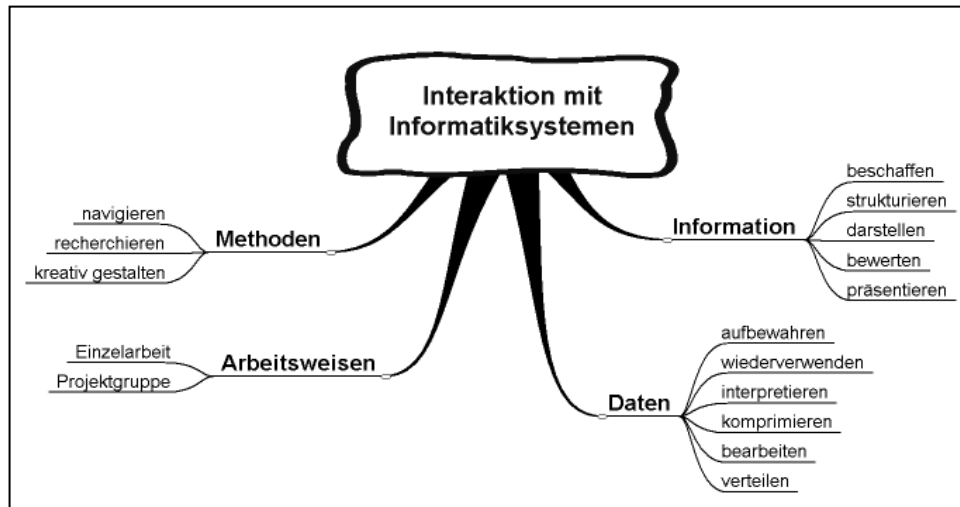 Interaktion mit
Informatiksystemen
Methoden
navigieren
recherchieren
kreativ gestalten
Arbeitsweisen
Einzelarbeit
Projektgruppe
Information
beschaffen
strukturieren
darstellen
bewerten
präsentieren
Daten
aufbewahren
wiederverwenden
interpretieren
komprimieren
bearbeiten
verteilen